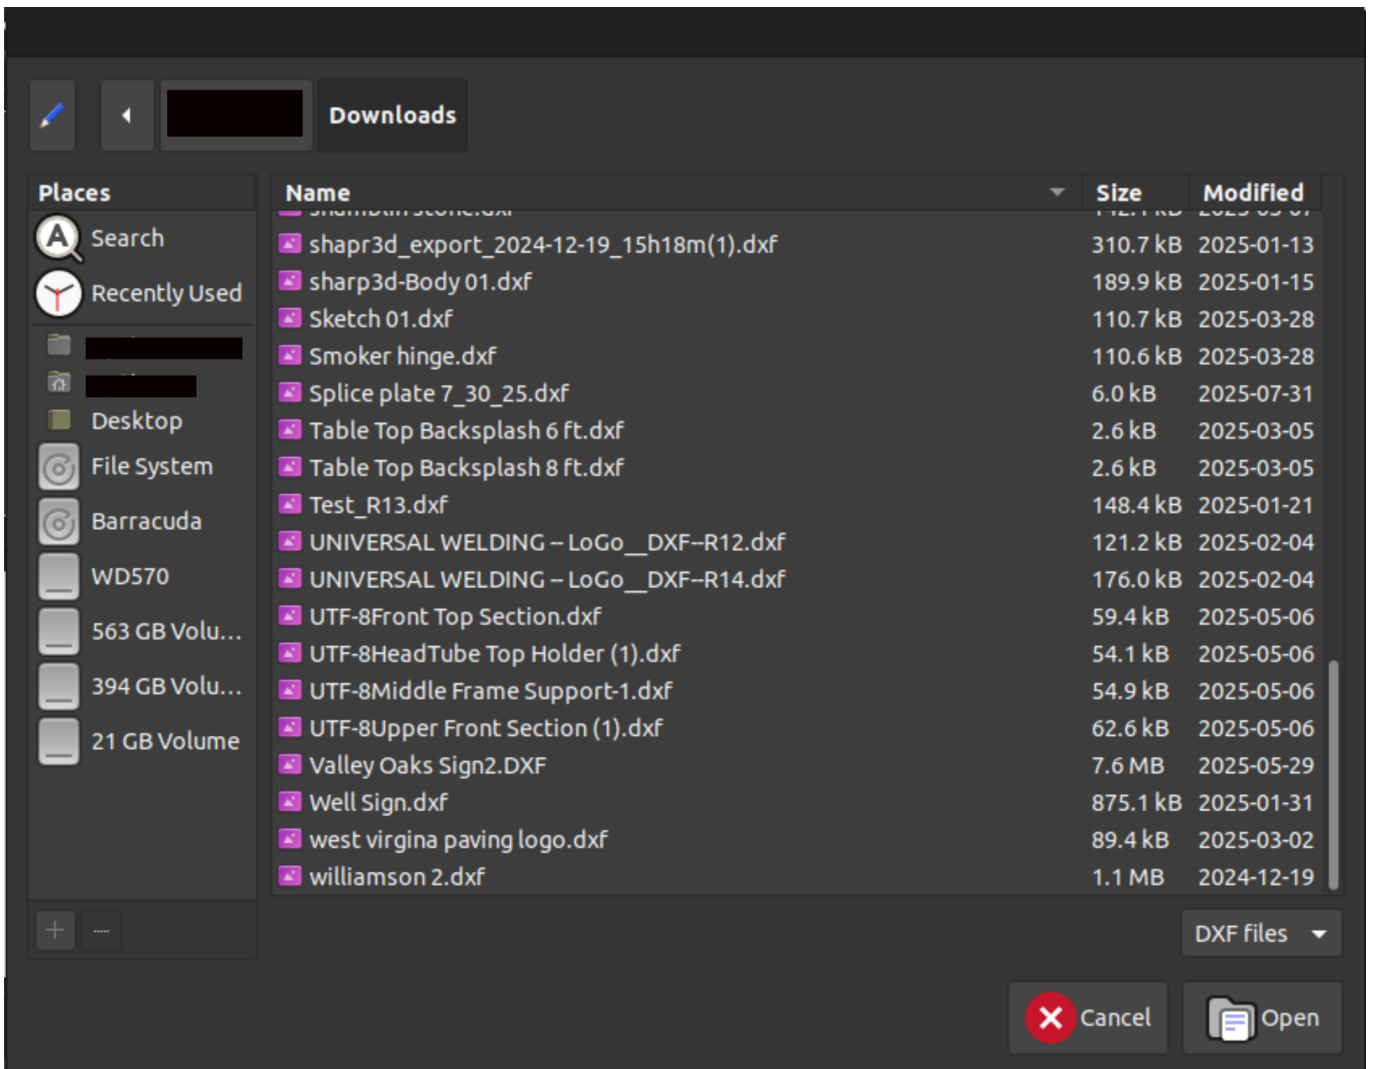 Downloads
Places
Search
Recently Used
Desktop
File System
Barracuda
WD570
563 GB Volu...
394 GB Volu...
21 GB Volume
Name Size Modified
shapr3d_export_2024-12-19_15h18m(1).dxf 310.7 kB 2025-01-13
sharp3d-Body 01.dxf 189.9 kB 2025-01-15
Sketch 01.dxf 110.7 kB 2025-03-28
Smoker hinge.dxf 110.6 kB 2025-03-28
Splice plate 7_30_25.dxf 6.0 kB 2025-07-31
Table Top Backsplash 6 ft.dxf 2.6 kB 2025-03-05
Table Top Backsplash 8 ft.dxf 2.6 kB 2025-03-05
Test_R13.dxf 148.4 kB 2025-01-21
UNIVERSAL WELDING -- LoGo__DXF--R12.dxf 121.2 kB 2025-02-04
UNIVERSAL WELDING -- LoGo__DXF--R14.dxf 176.0 kB 2025-02-04
UTF-8Front Top Section.dxf 59.4 kB 2025-05-06
UTF-8HeadTube Top Holder (1).dxf 54.1 kB 2025-05-06
UTF-8Middle Frame Support-1.dxf 54.9 kB 2025-05-06
UTF-8Upper Front Section (1).dxf 62.6 kB 2025-05-06
Valley Oaks Sign2.DXF 7.6 MB 2025-05-29
Well Sign.dxf 875.1 kB 2025-01-31
west virgina paving logo.dxf 89.4 kB 2025-03-02
williamson 2.dxf 1.1 MB 2024-12-19
DXF files
Cancel
Open